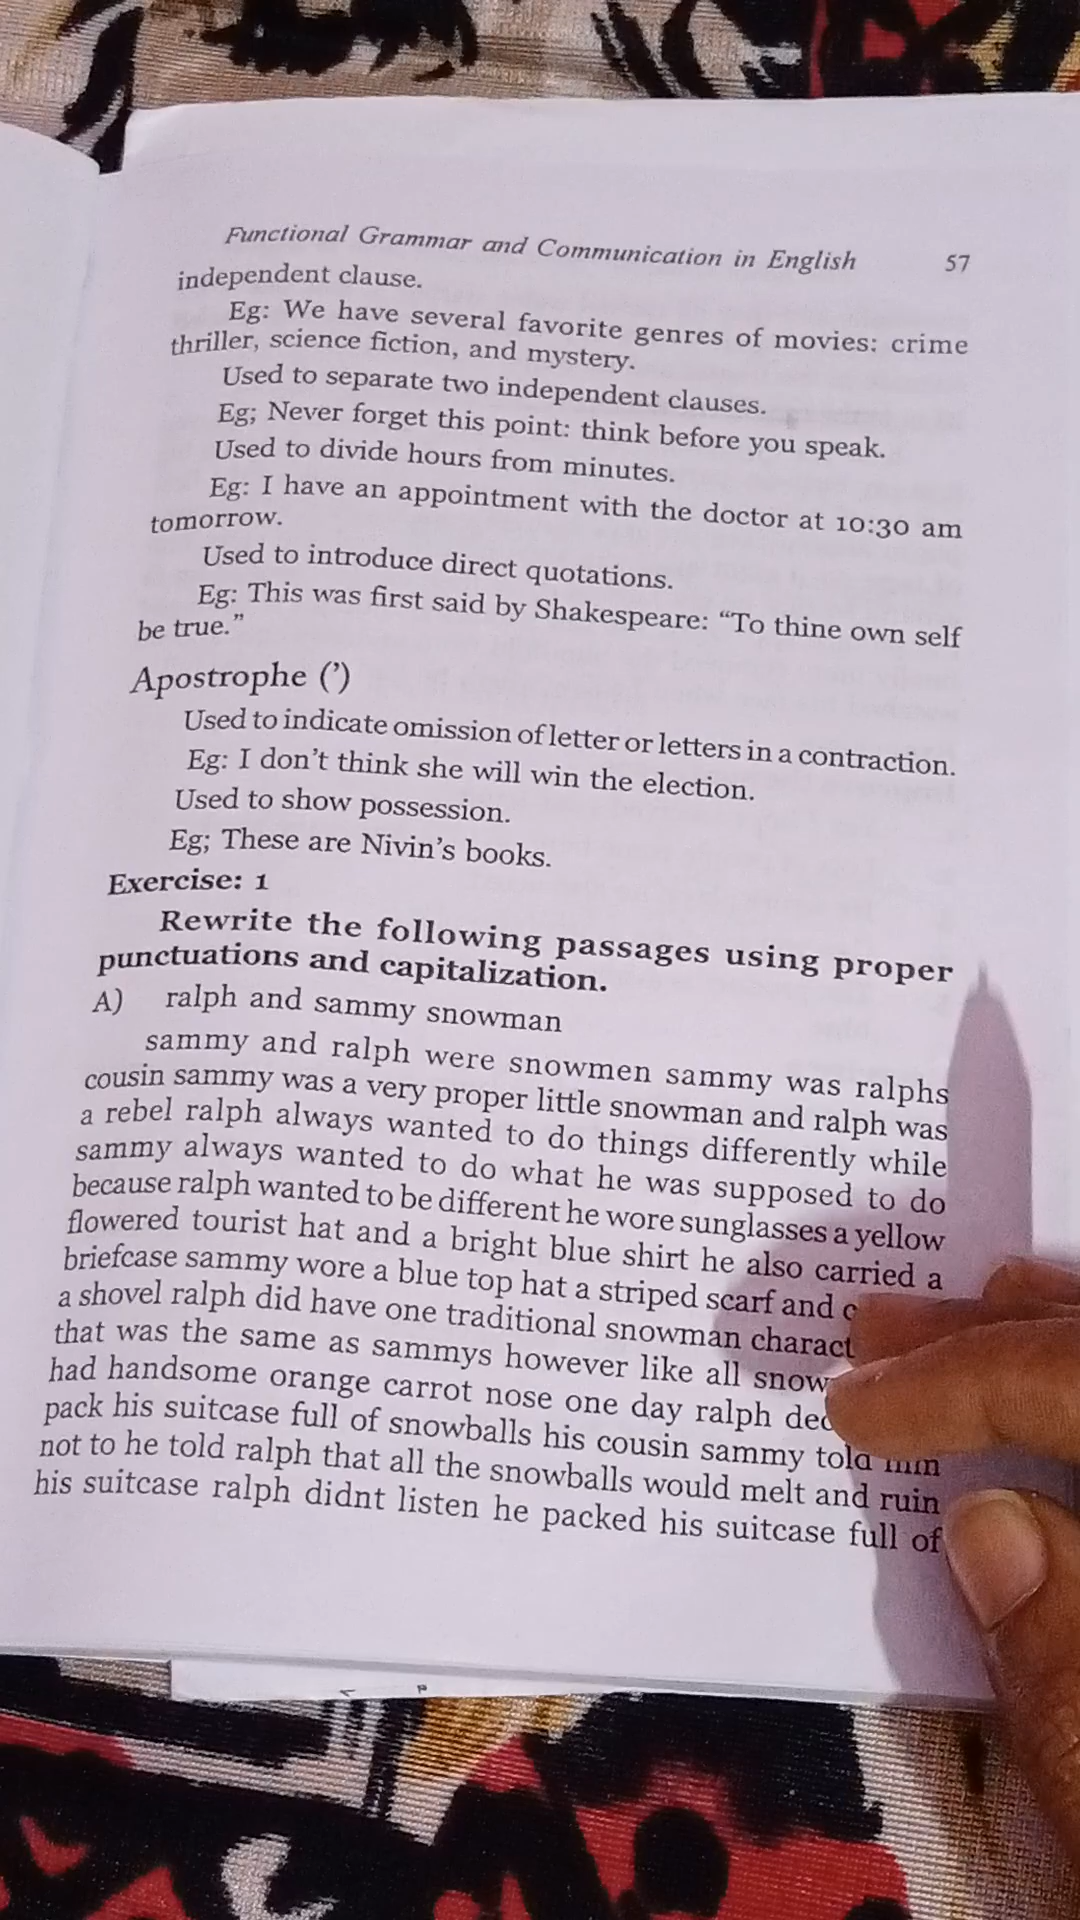 Functional Grammar and Communication in English 57
independent clause.
Eg: We have several favorite genres of movies: crime
thriller, science fiction, and mystery.
Used to separate two independent clauses.
Eg; Never forget this point: think before you speak.
Used to divide hours from minutes.
Eg: I have an appointment with the doctor at 10:30 am
tomorrow.
Used to introduce direct quotations.
Eg: This was first said by Shakespeare: “To thine own self
be true.”
Apostrophe (’)
Used to indicate omission of letter or letters in a contraction.
Eg: I don’t think she will win the election.
Used to show possession.
Eg; These are Nivin’s books.
Exercise: 1
Rewrite the following passages using proper
punctuations and capitalization.
A) ralph and sammy snowman
sammy and ralph were snowmen sammy was ralphs
cousin sammy was a very proper little snowman and ralph was
a rebel ralph always wanted to do things differently while
sammy always wanted to do what he was supposed to do
because ralph wanted to be different he wore sunglasses a yellow
flowered tourist hat and a bright blue shirt he also carried a
briefcase sammy wore a blue top hat a striped scarf and
a shovel ralph did have one traditional snowman
that was the same as sammys however like all
had handsome orange carrot nose one day ralph
pack his suitcase full of snowballs his cousin sammy told him
not to he told ralph that all the snowballs would melt and ruin
his suitcase ralph didnt listen he packed his suitcase full of